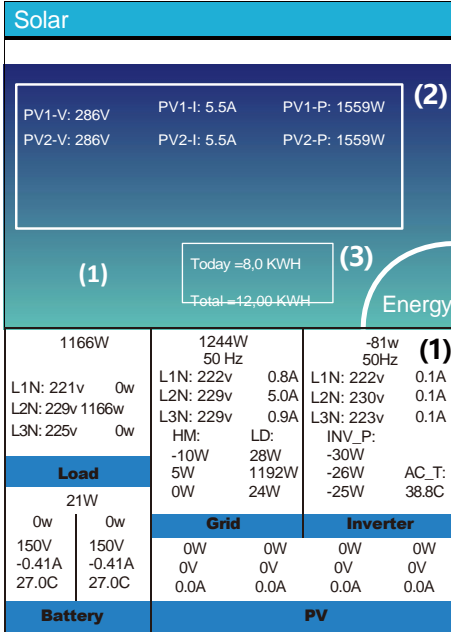 Solar
PV1-V: 286V PV1-I: 5.5A PV1-P: 1559W (2)
PV2-V: 286V PV2-I: 5.5A PV2-P: 1559W
Today =8,0 KWH (3)
(1)
Total =12,00 KWH Energy
1166W
L1N: 221v 0w
L2N: 229v 1166w
L3N: 225v 0w
Load
1244W
50 Hz
L1N: 222v 0.8A
L2N: 229v 5.0A
L3N: 229v 0.9A
HM: LD:
-10W 28W
5W 1192W
0W 24W
Grid
-81w (1)
50Hz
L1N: 222v 0.1A
L2N: 230v 0.1A
L3N: 223v 0.1A
INV_P:
-30W
-26W AC_T:
-25W 38.8C
Inverter
21W
0w 0w
150V 150V
-0.41A -0.41A
27.0C 27.0C
Battery
0W 0W 0W 0W
0V 0V 0V 0V
0.0A 0.0A 0.0A 0.0A
PV